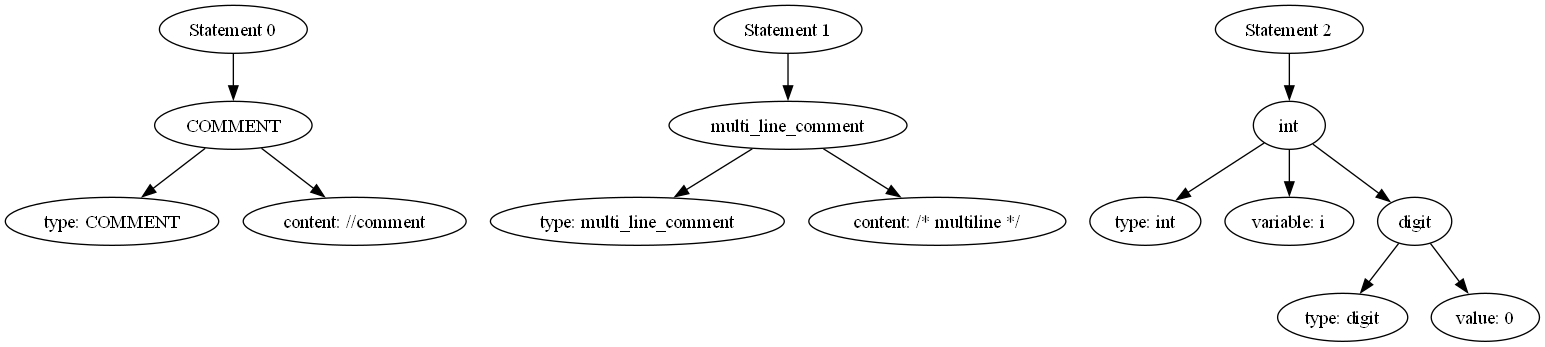 Statement 0
Statement 1
Statement 2
COMMENT
multi_line_comment
int
type: COMMENT
content: //comment
type: multi_line_comment
content: /* multiline */
type: int
variable: i
digit
type: digit
value: 0